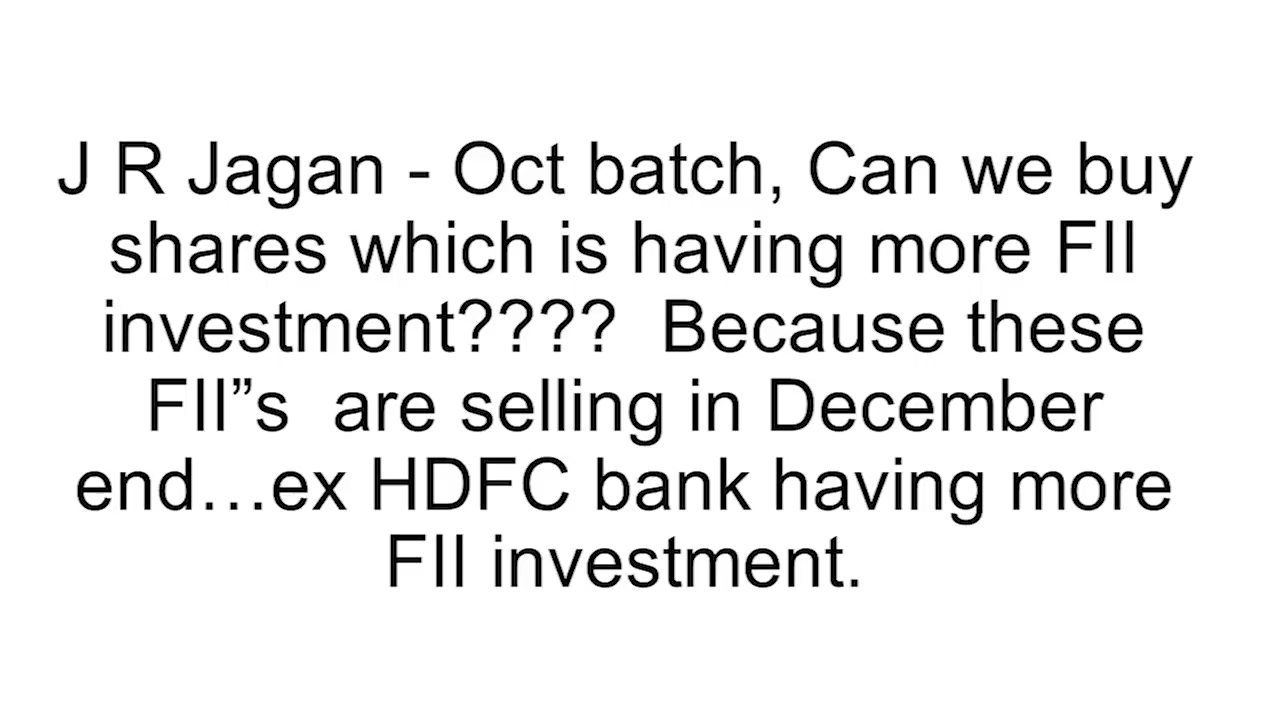 J R Jagan - Oct batch, Can we buy
shares which is having more FII
investment????  Because these
FII”s  are selling in December
end…ex HDFC bank having more
FII investment.